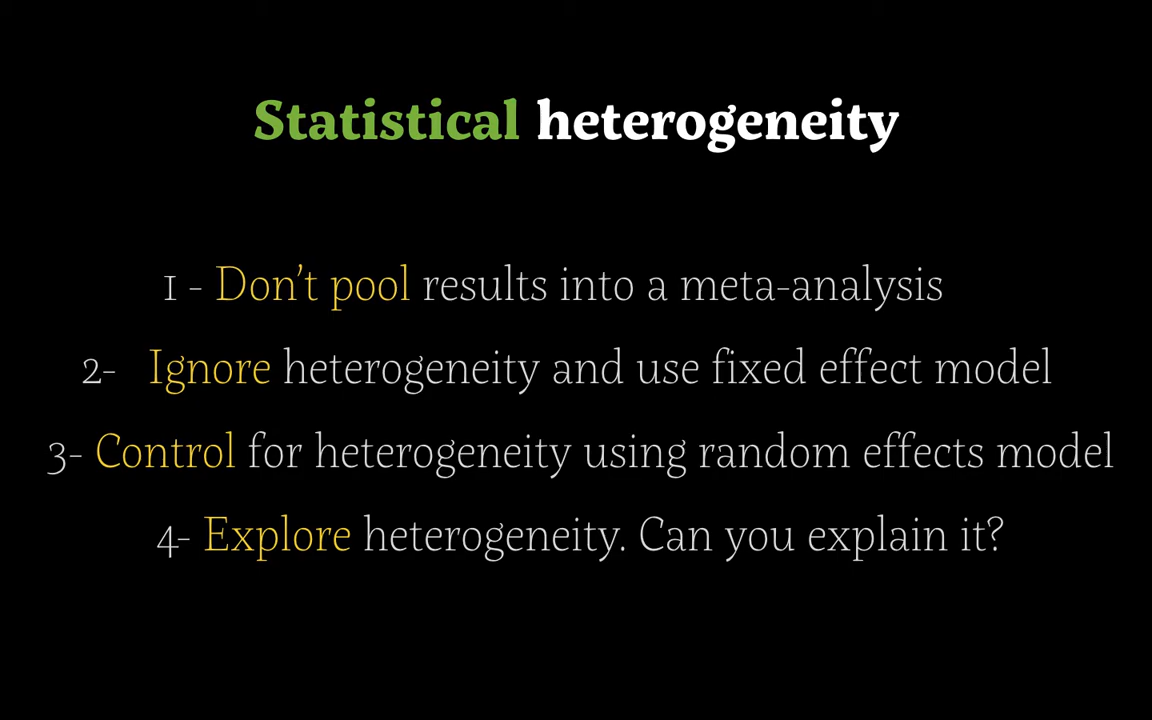 Statistical heterogeneity
1 - Don't pool results into a meta-analysis
2- Ignore heterogeneity and use fixed effect model
3- Control for heterogeneity using random effects model
4- Explore heterogeneity. Can you explain it?